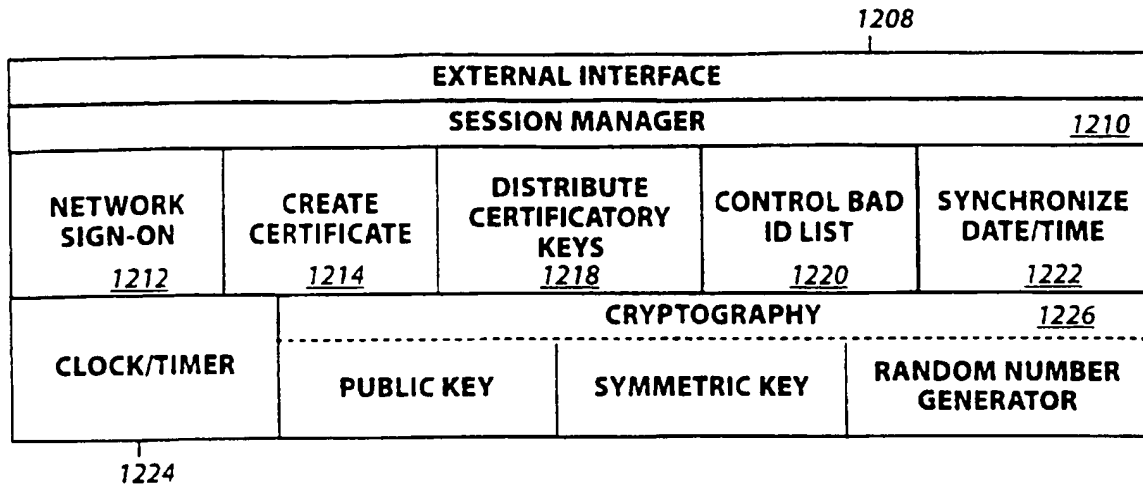 1208
EXTERNAL INTERFACE
SESSION MANAGER 1210
NETWORK
SIGN-ON
1212
CREATE
CERTIFICATE
1214
DISTRIBUTE
CERTIFICATORY
KEYS
1218
CONTROL BAD
ID LIST
1220
SYNCHRONIZE
DATE/TIME
1222
CLOCK/TIMER
CRYPTOGRAPHY 1226
PUBLIC KEY
SYMMETRIC KEY
RANDOM NUMBER
GENERATOR
1224